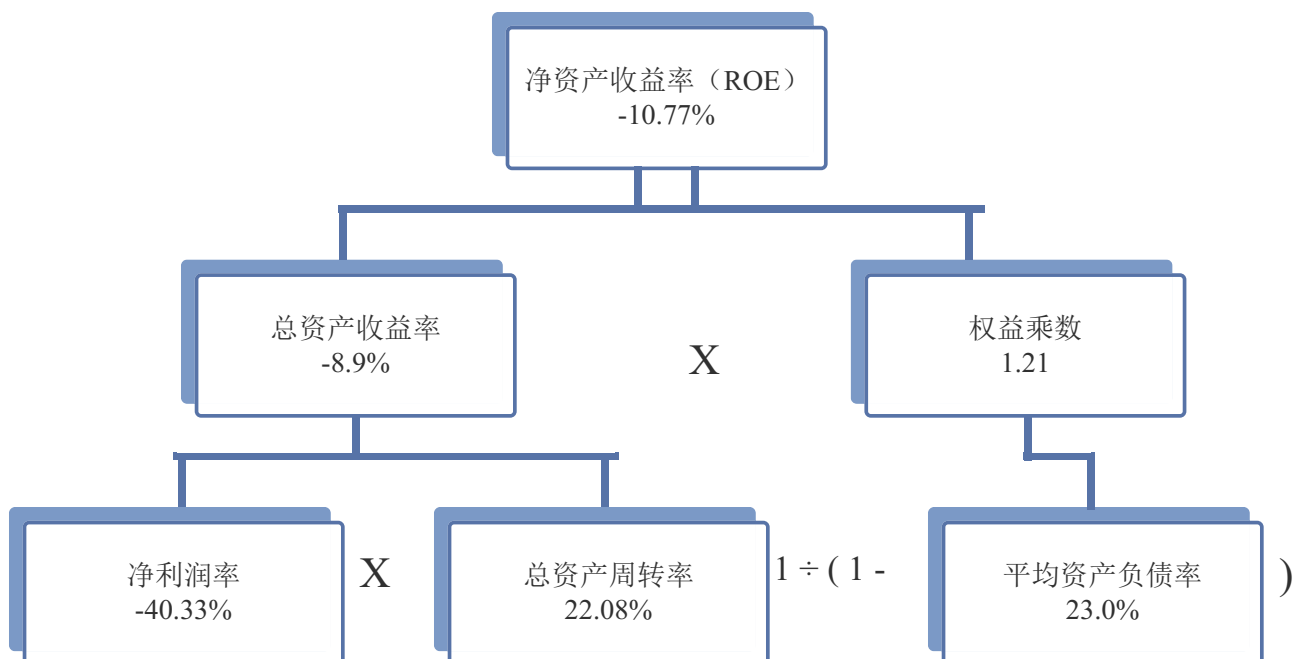 净资产收益率（ROE）
-10.77%
总资产收益率
-8.9%
X
权益乘数
1.21
净利润率
-40.33%
X
总资产周转率
22.08%
1 ÷ ( 1 -
平均资产负债率
23.0%
)